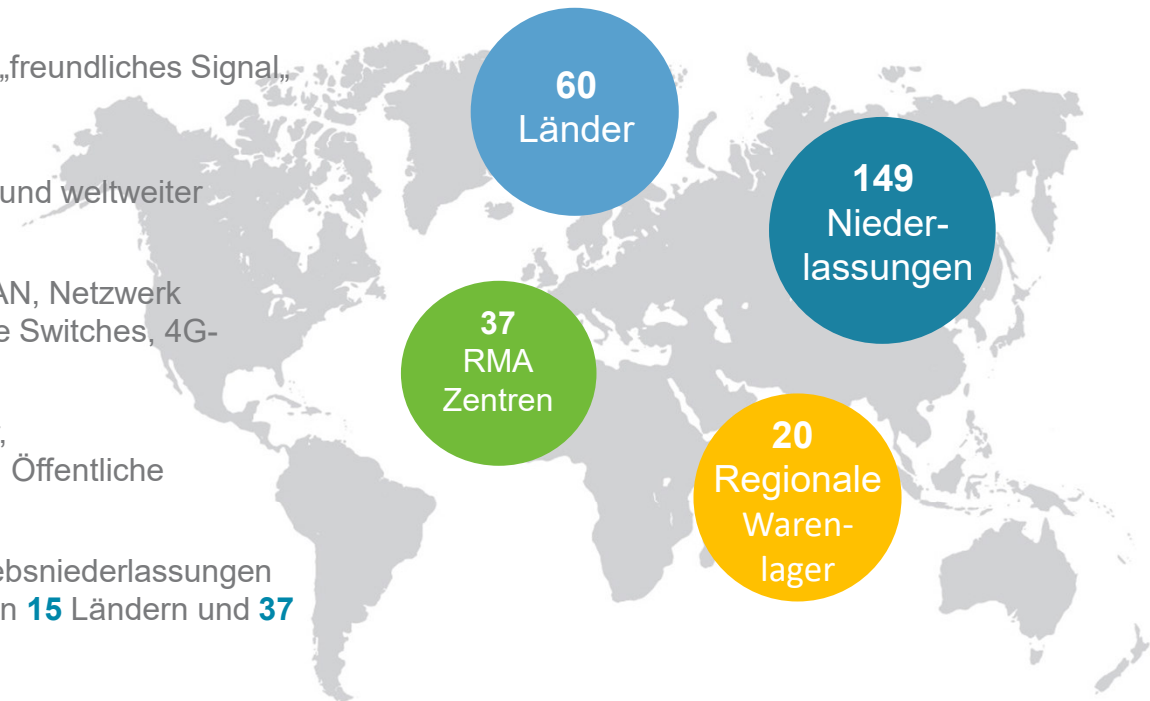 „freundliches Signal„
und weltweiter
AN, Netzwerk
e Switches, 4G-
,
Öffentliche
ebsniederlassungen
n 15 Ländern und 37
60
Länder
149
Nieder-
lassungen
37
RMA
Zentren
20
Regionale
Waren-
lager